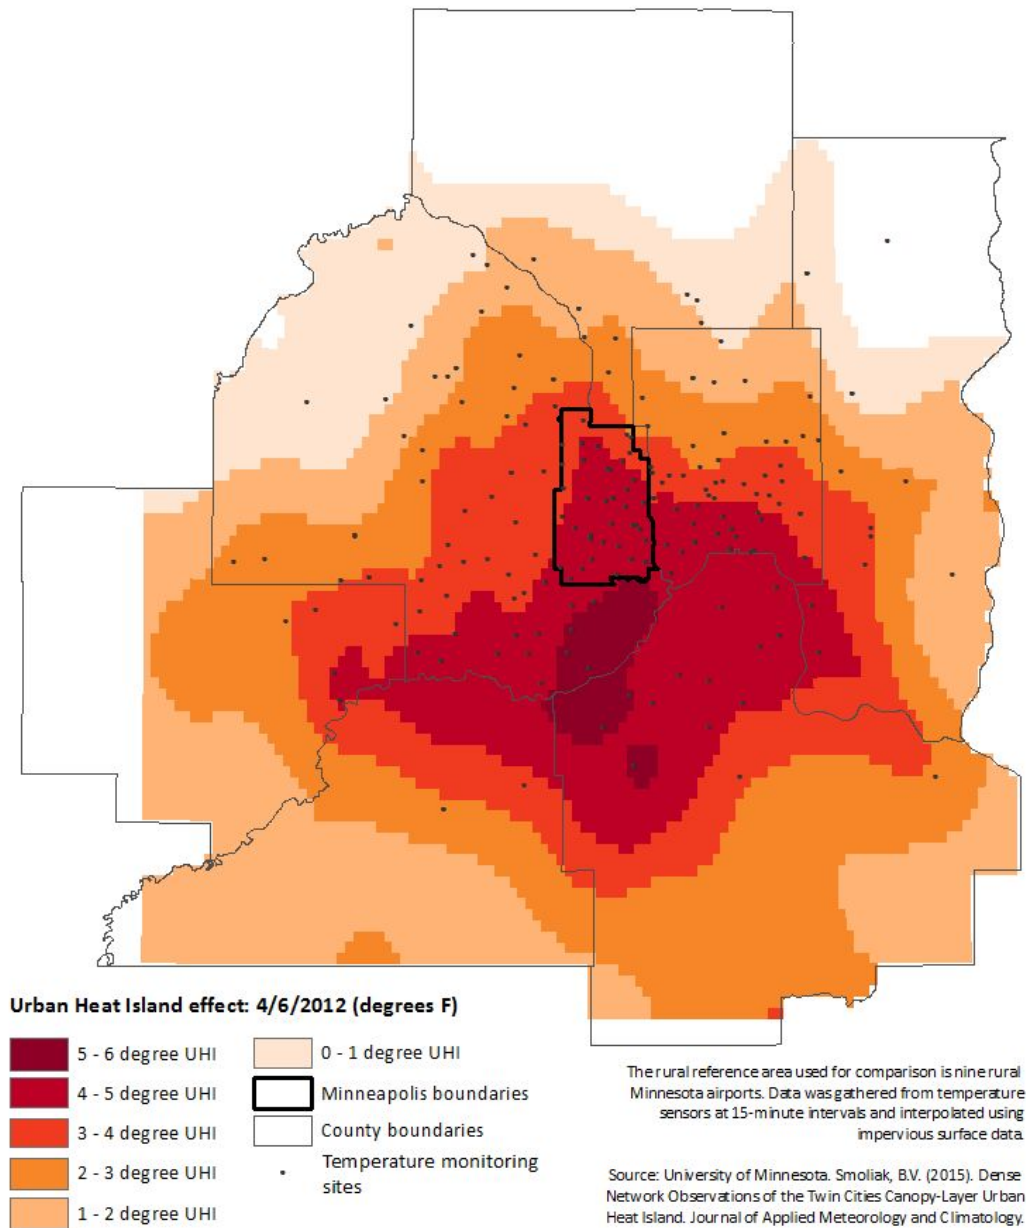 Urban Heat Island effect: 4/6/2012 (degrees F)
5 - 6 degree UHI
4 - 5 degree UHI
3 - 4 degree UHI
2 - 3 degree UHI
1 - 2 degree UHI
0 - 1 degree UHI
Minneapolis boundaries
County boundaries
Temperature monitoring
sites
The rural reference area used for comparison is nine rural
Minnesota airports. Data was gathered from temperature
sensors at 15-minute intervals and interpolated using
impervious surface data.
Source: University of Minnesota. Smoliak, B.V. (2015). Dense
Network Observations of the Twin Cities Canopy-Layer Urban
Heat Island. Journal of Applied Meteorology and Climatology.